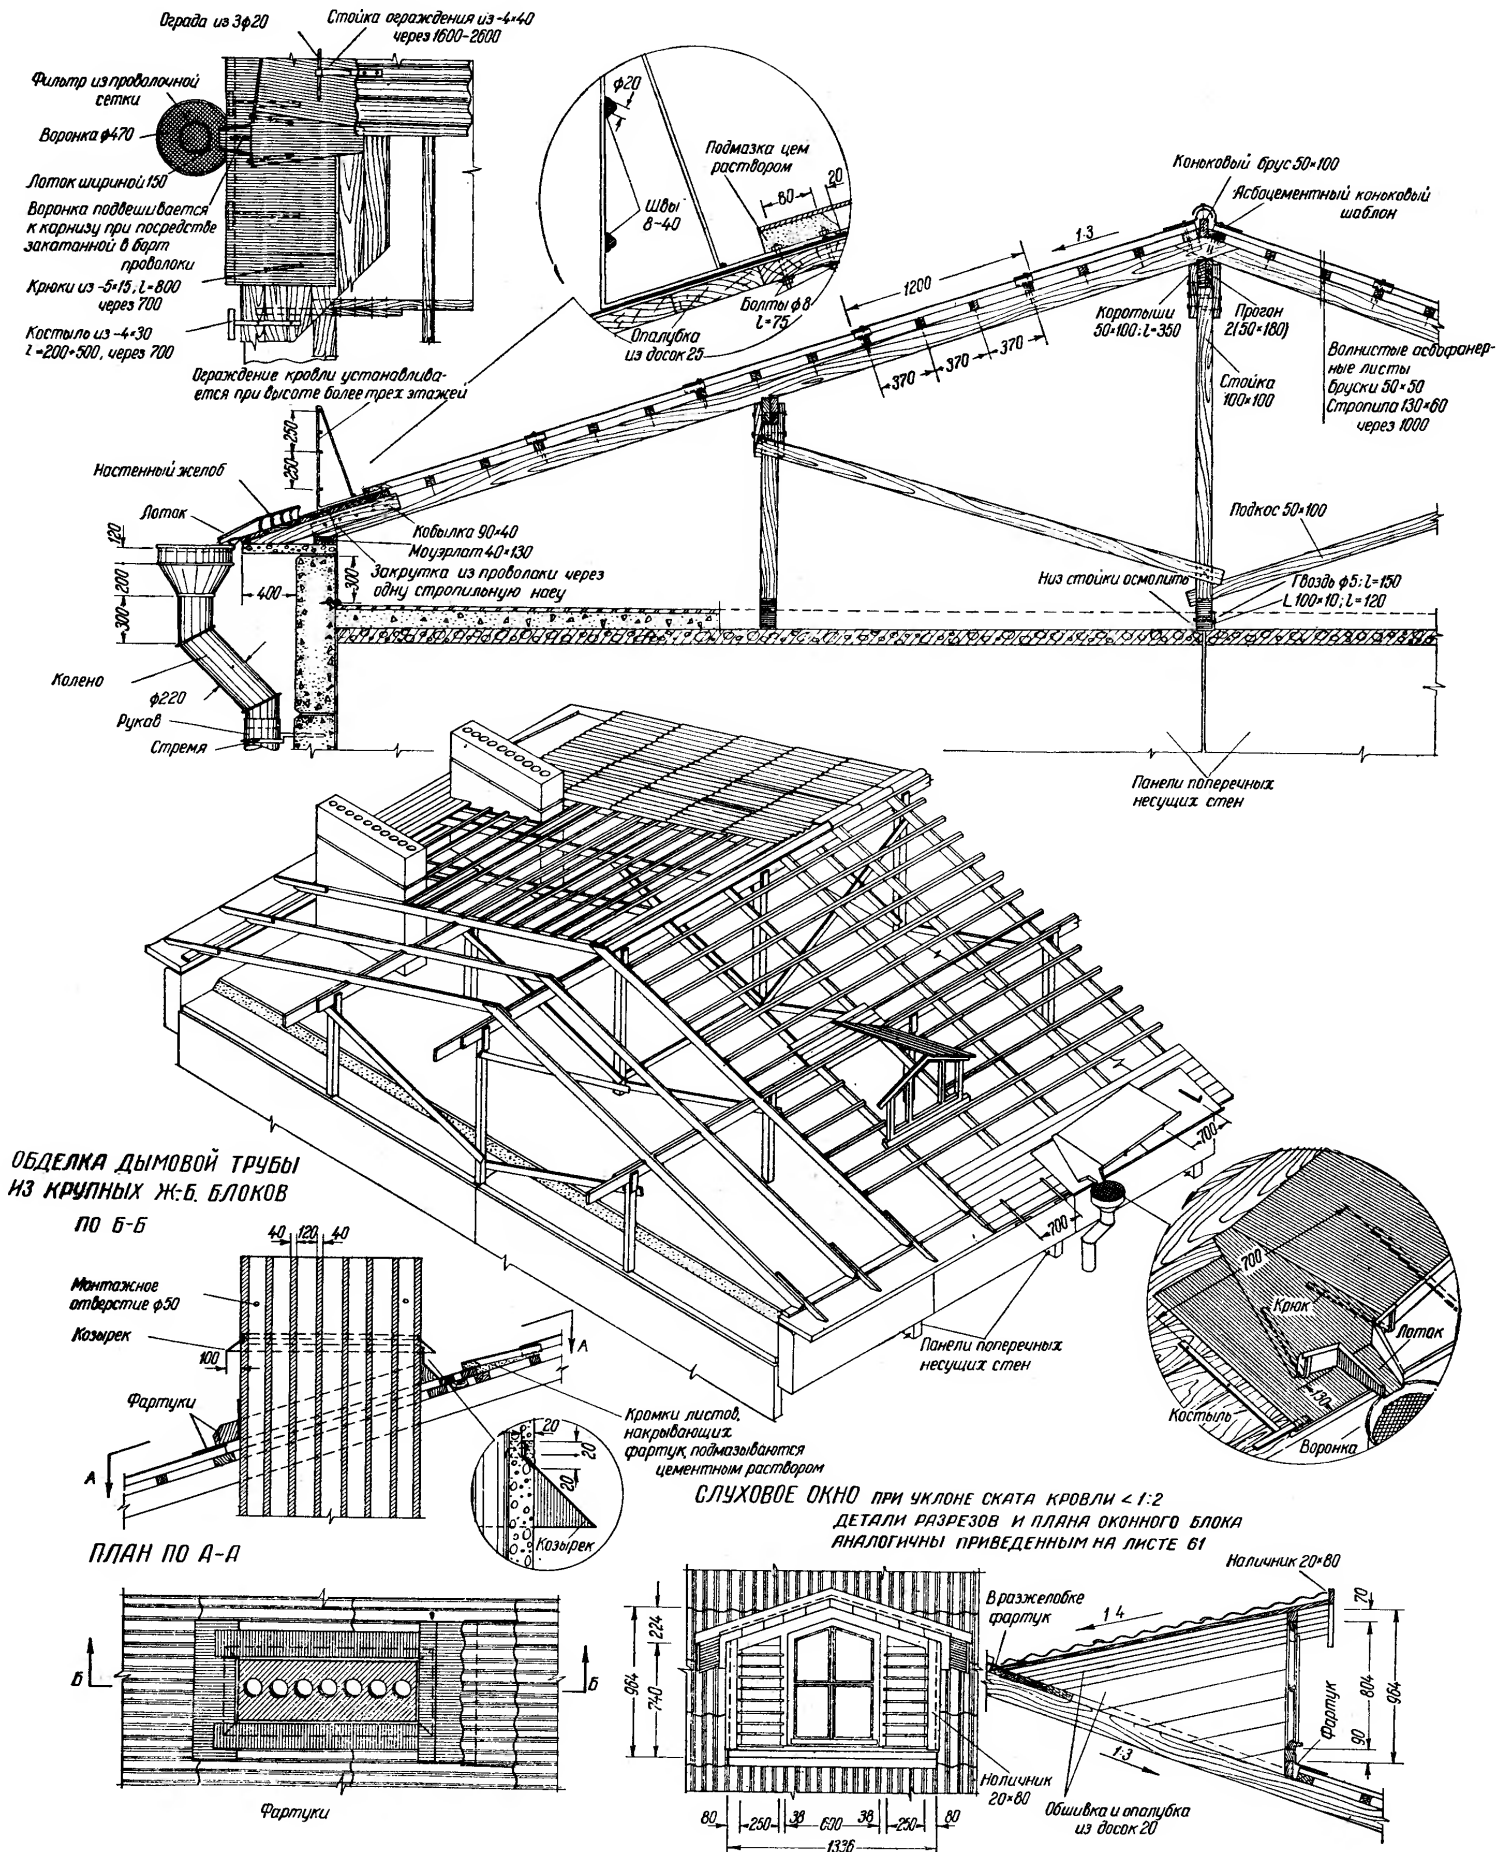 Ограда из 3ф20
Стойка ограждения из -4×40
через 1600-2600
Фильтр из проволочной
сетки
Воронка ф470
Лоток шириной 150
Воронка подвешивается
к карнизу при посредстве
закатанной в борт
проволоки
Крюки из -5×15, l=800
через 700
Костыль из -4×30
l=200÷500, через 700
ф20
Швы
8-40
Подмазка цем
раствором
80
20
Болты ф8
l=75
Опалубка
из досок 25
Коньковый брус 50×100
Асбоцементный коньковый
шаблон
1:3
1200
370
370
370
Коротыши
50×100; l=350
Прогон
2(50×180)
Стойка
100×100
Волнистые асбофанер-
ные листы
Бруски 50×50
Стропила 130×60
через 1000
Ограждение кровли устанавлива-
ется при высоте более трех этажей
250
250
Настенный желоб
Лоток
120
200
300
400
300
Кобылка 90×40
Мауэрлат 40×130
Закрутка из проволоки через
одну стропильную ногу
Подкос 50×100
Низ стойки осмолить
Гвоздь ф5; l=150
L 100×10; l=120
Колено
ф220
Рукав
Стремя
Панели поперечных
несущих стен
700
700
Панели поперечных
несущих стен
700
Крюк
Лоток
130
Костыль
Воронка
ОБДЕЛКА ДЫМОВОЙ ТРУБЫ
ИЗ КРУПНЫХ Ж.-Б. БЛОКОВ
ПО Б-Б
40
120
40
Монтажное
отверстие ф50
Козырек
100
Фартуки
А
А
Кромки листов,
накрывающих
фартук подмазываются
цементным раствором
20
20
20
Козырек
ПЛАН ПО А-А
Б
Б
Фартуки
СЛУХОВОЕ ОКНО ПРИ УКЛОНЕ СКАТА КРОВЛИ < 1:2
ДЕТАЛИ РАЗРЕЗОВ И ПЛАНА ОКОННОГО БЛОКА
АНАЛОГИЧНЫ ПРИВЕДЕННЫМ НА ЛИСТЕ 61
224
964
740
80
250
38
600
38
250
80
1336
Наличник
20×80
В разжелобке
фартук
1 4
Наличник 20×80
70
804
964
90
Фартук
1:3
Обшивка и опалубка
из досок 20